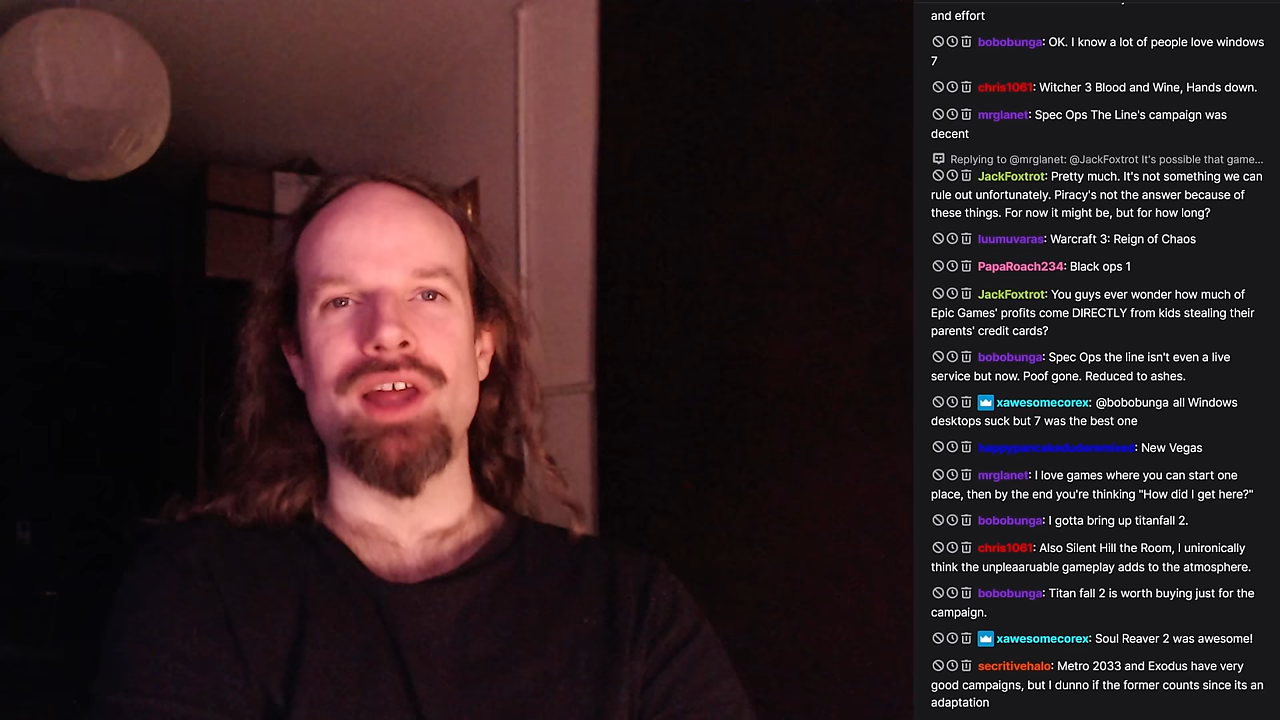 and effort
bobobunga: OK. I know a lot of people love windows
7
chris1061: Witcher 3 Blood and Wine, Hands down.
mrglanet: Spec Ops The Line's campaign was
decent
Replying to @mrglanet: @JackFoxtrot It's possible that game...
JackFoxtrot: Pretty much. It's not something we can
rule out unfortunately. Piracy's not the answer because of
these things. For now it might be, but for how long?
luumuvaras: Warcraft 3: Reign of Chaos
PapaRoach234: Black ops 1
JackFoxtrot: You guys ever wonder how much of
Epic Games' profits come DIRECTLY from kids stealing their
parents' credit cards?
bobobunga: Spec Ops the line isn't even a live
service but now. Poof gone. Reduced to ashes.
xawesomecorex: @bobobunga all Windows
desktops suck but 7 was the best one
: New Vegas
mrglanet: I love games where you can start one
place, then by the end you're thinking "How did I get here?"
bobobunga: I gotta bring up titanfall 2.
chris1061: Also Silent Hill the Room, I unironically
think the unpleaaruable gameplay adds to the atmosphere.
bobobunga: Titan fall 2 is worth buying just for the
campaign.
xawesomecorex: Soul Reaver 2 was awesome!
secritivehalo: Metro 2033 and Exodus have very
good campaigns, but I dunno if the former counts since its an
adaptation